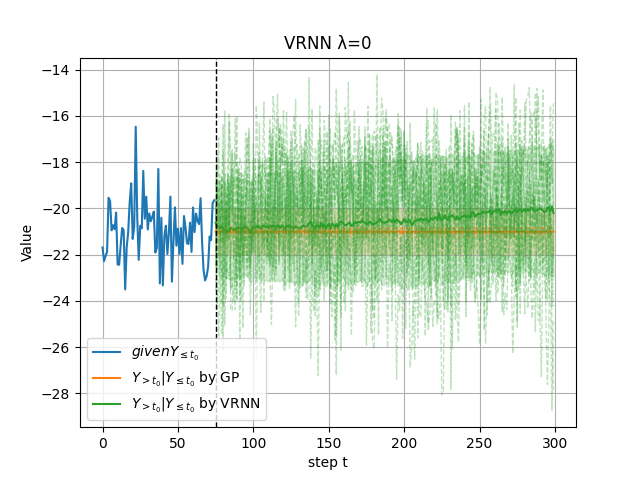 VRNN λ=0
Value
−14
−16
−18
−20
−22
−24
−26
−28
givenY≤t₀
Y>t₀|Y≤t₀ by GP
Y>t₀|Y≤t₀ by VRNN
0 50 100 150 200 250 300
step t